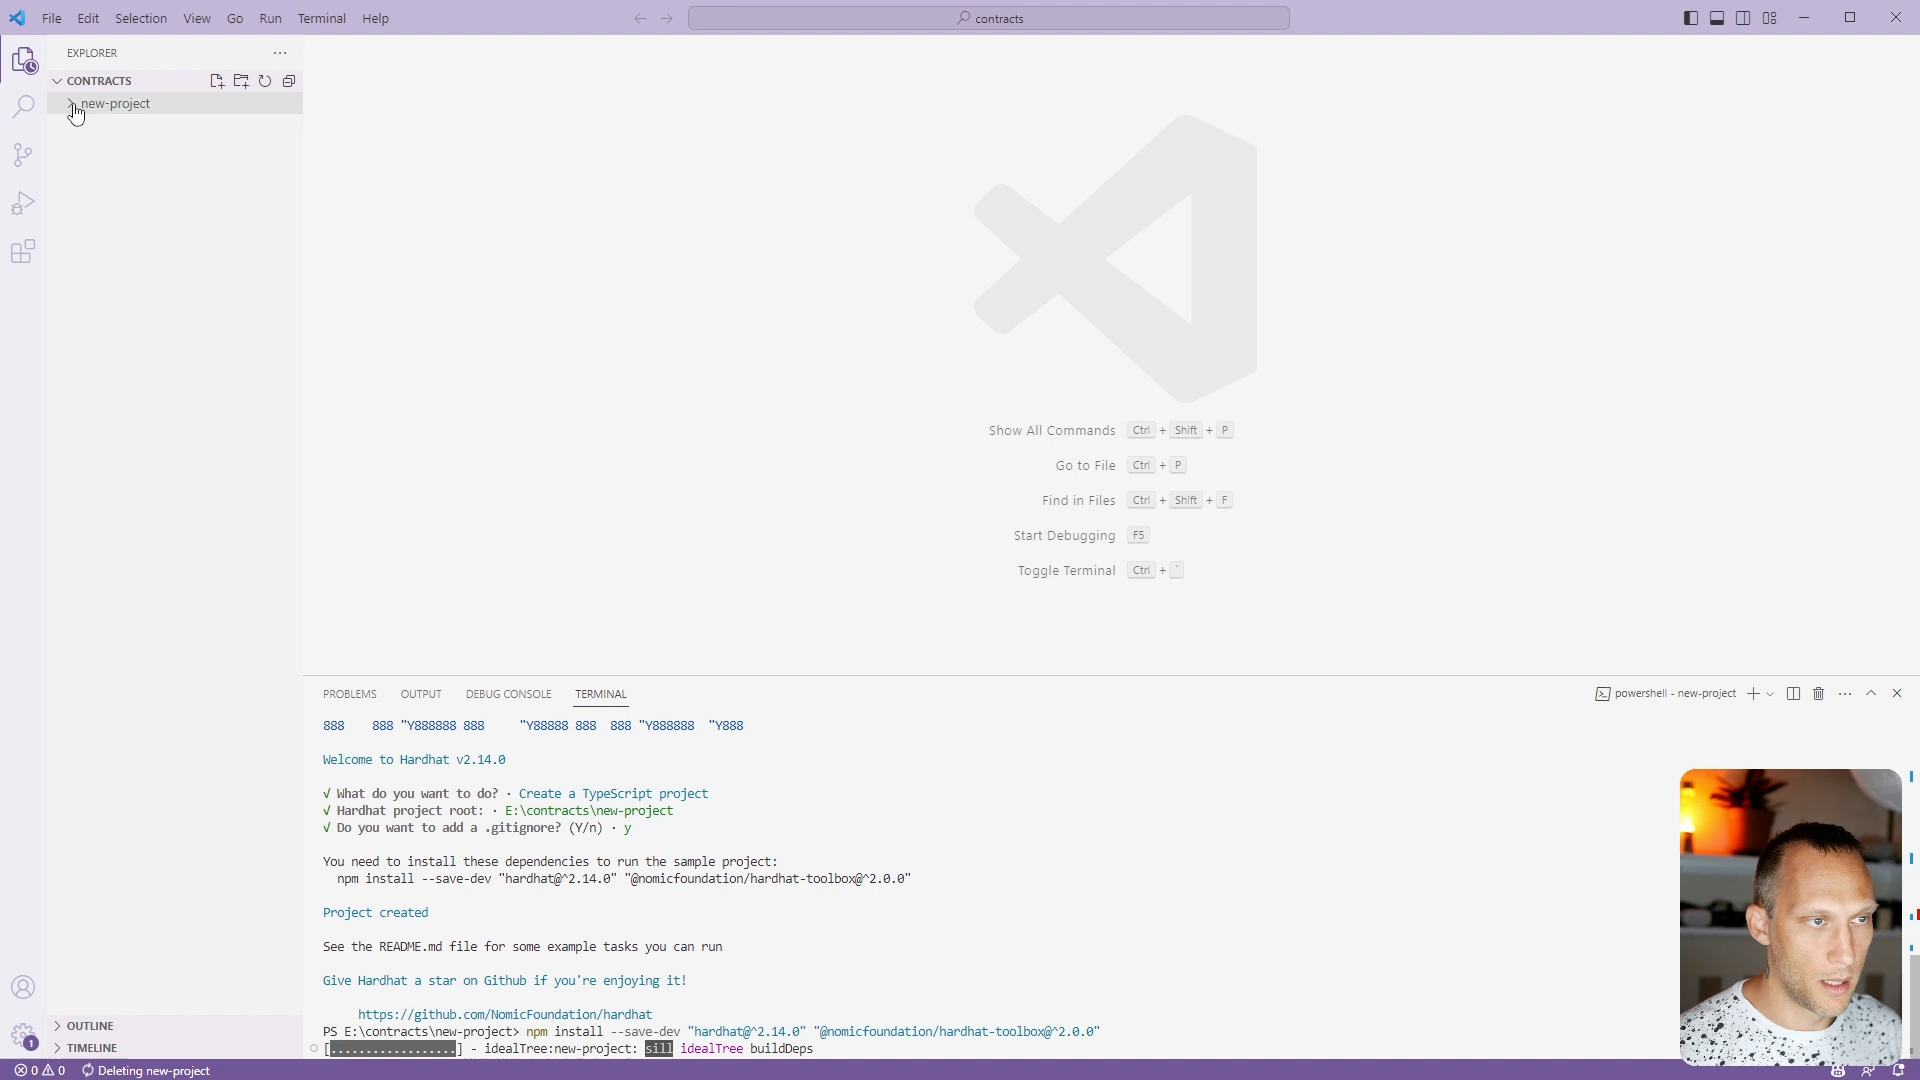 File Edit Selection View Go Run Terminal Help
contracts
EXPLORER
CONTRACTS
new-project
Show All Commands Ctrl + Shift + P
Go to File Ctrl + P
Find in Files Ctrl + Shift + F
Start Debugging F5
Toggle Terminal Ctrl + `
PROBLEMS OUTPUT DEBUG CONSOLE TERMINAL
powershell - new-project
888 888 "Y888888 888 "Y88888 888 888 "Y888888 "Y888
Welcome to Hardhat v2.14.0
√ What do you want to do? · Create a TypeScript project
√ Hardhat project root: · E:\contracts\new-project
√ Do you want to add a .gitignore? (Y/n) · y
You need to install these dependencies to run the sample project:
npm install --save-dev "hardhat@^2.14.0" "@nomicfoundation/hardhat-toolbox@^2.0.0"
Project created
See the README.md file for some example tasks you can run
Give Hardhat a star on Github if you're enjoying it!
https://github.com/NomicFoundation/hardhat
PS E:\contracts\new-project> npm install --save-dev "hardhat@^2.14.0" "@nomicfoundation/hardhat-toolbox@^2.0.0"
[..................] - idealTree:new-project: sill idealTree buildDeps
OUTLINE
TIMELINE
1
0 0 Deleting new-project